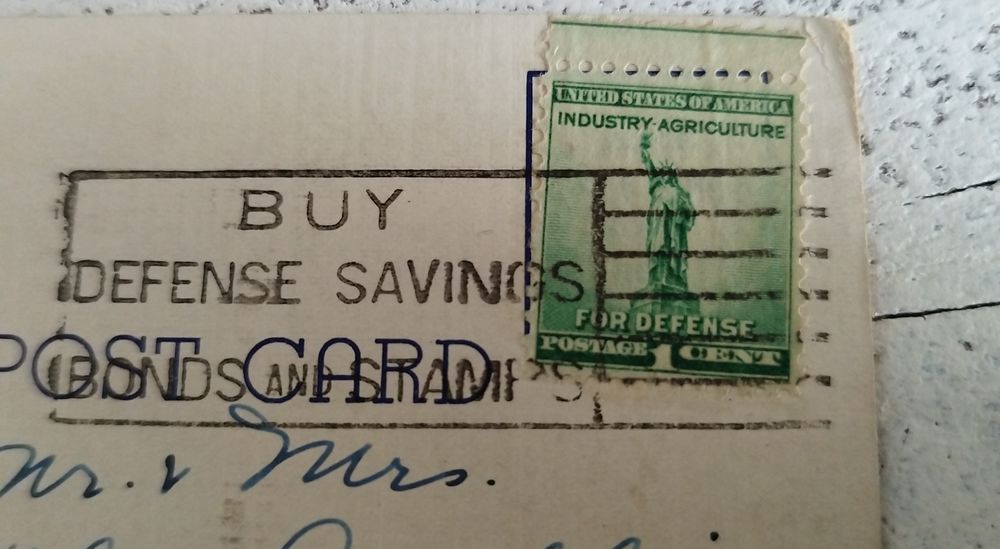 UNITED STATES OF AMERICA
INDUSTRY-AGRICULTURE
FOR DEFENSE
POSTAGE 1 CENT
BUY
DEFENSE SAVINGS
BONDS AND STAMPS
POST CARD
Mr. & Mrs.